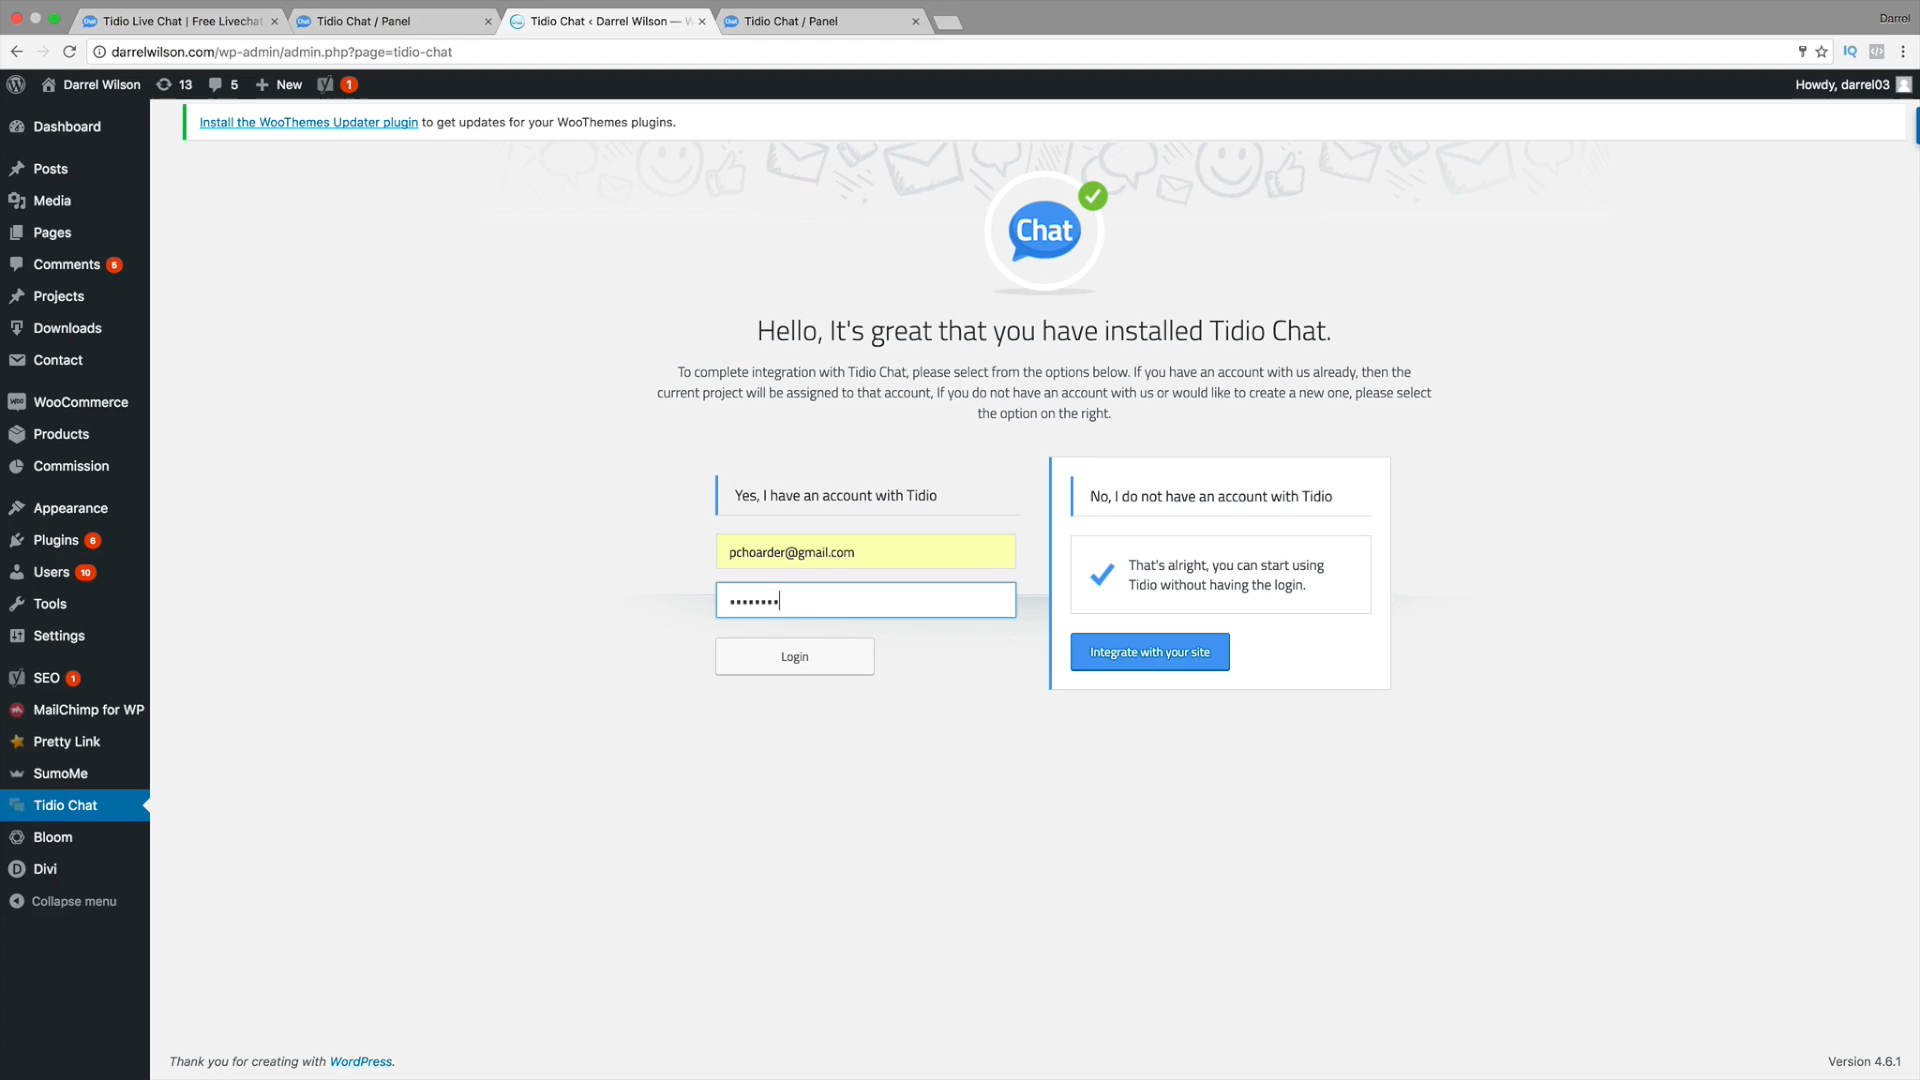 Tidio Live Chat | Free Livechat
Tidio Chat / Panel
Tidio Chat ‹ Darrel Wilson —
Tidio Chat / Panel
Darrel
darrelwilson.com/wp-admin/admin.php?page=tidio-chat
IQ
Darrel Wilson
13
5
New
1
Howdy, darrel03
Install the WooThemes Updater plugin to get updates for your WooThemes plugins.
Dashboard
Posts
Media
Pages
Comments 5
Projects
Downloads
Contact
WooCommerce
Products
Commission
Appearance
Plugins 6
Users 10
Tools
Settings
SEO 1
MailChimp for WP
Pretty Link
SumoMe
Tidio Chat
Bloom
Divi
Collapse menu
Chat
Hello, It's great that you have installed Tidio Chat.
To complete integration with Tidio Chat, please select from the options below. If you have an account with us already, then the
current project will be assigned to that account, If you do not have an account with us or would like to create a new one, please select
the option on the right.
Yes, I have an account with Tidio
pchoarder@gmail.com
••••••••
Login
No, I do not have an account with Tidio
That's alright, you can start using
Tidio without having the login.
Integrate with your site
Thank you for creating with WordPress.
Version 4.6.1